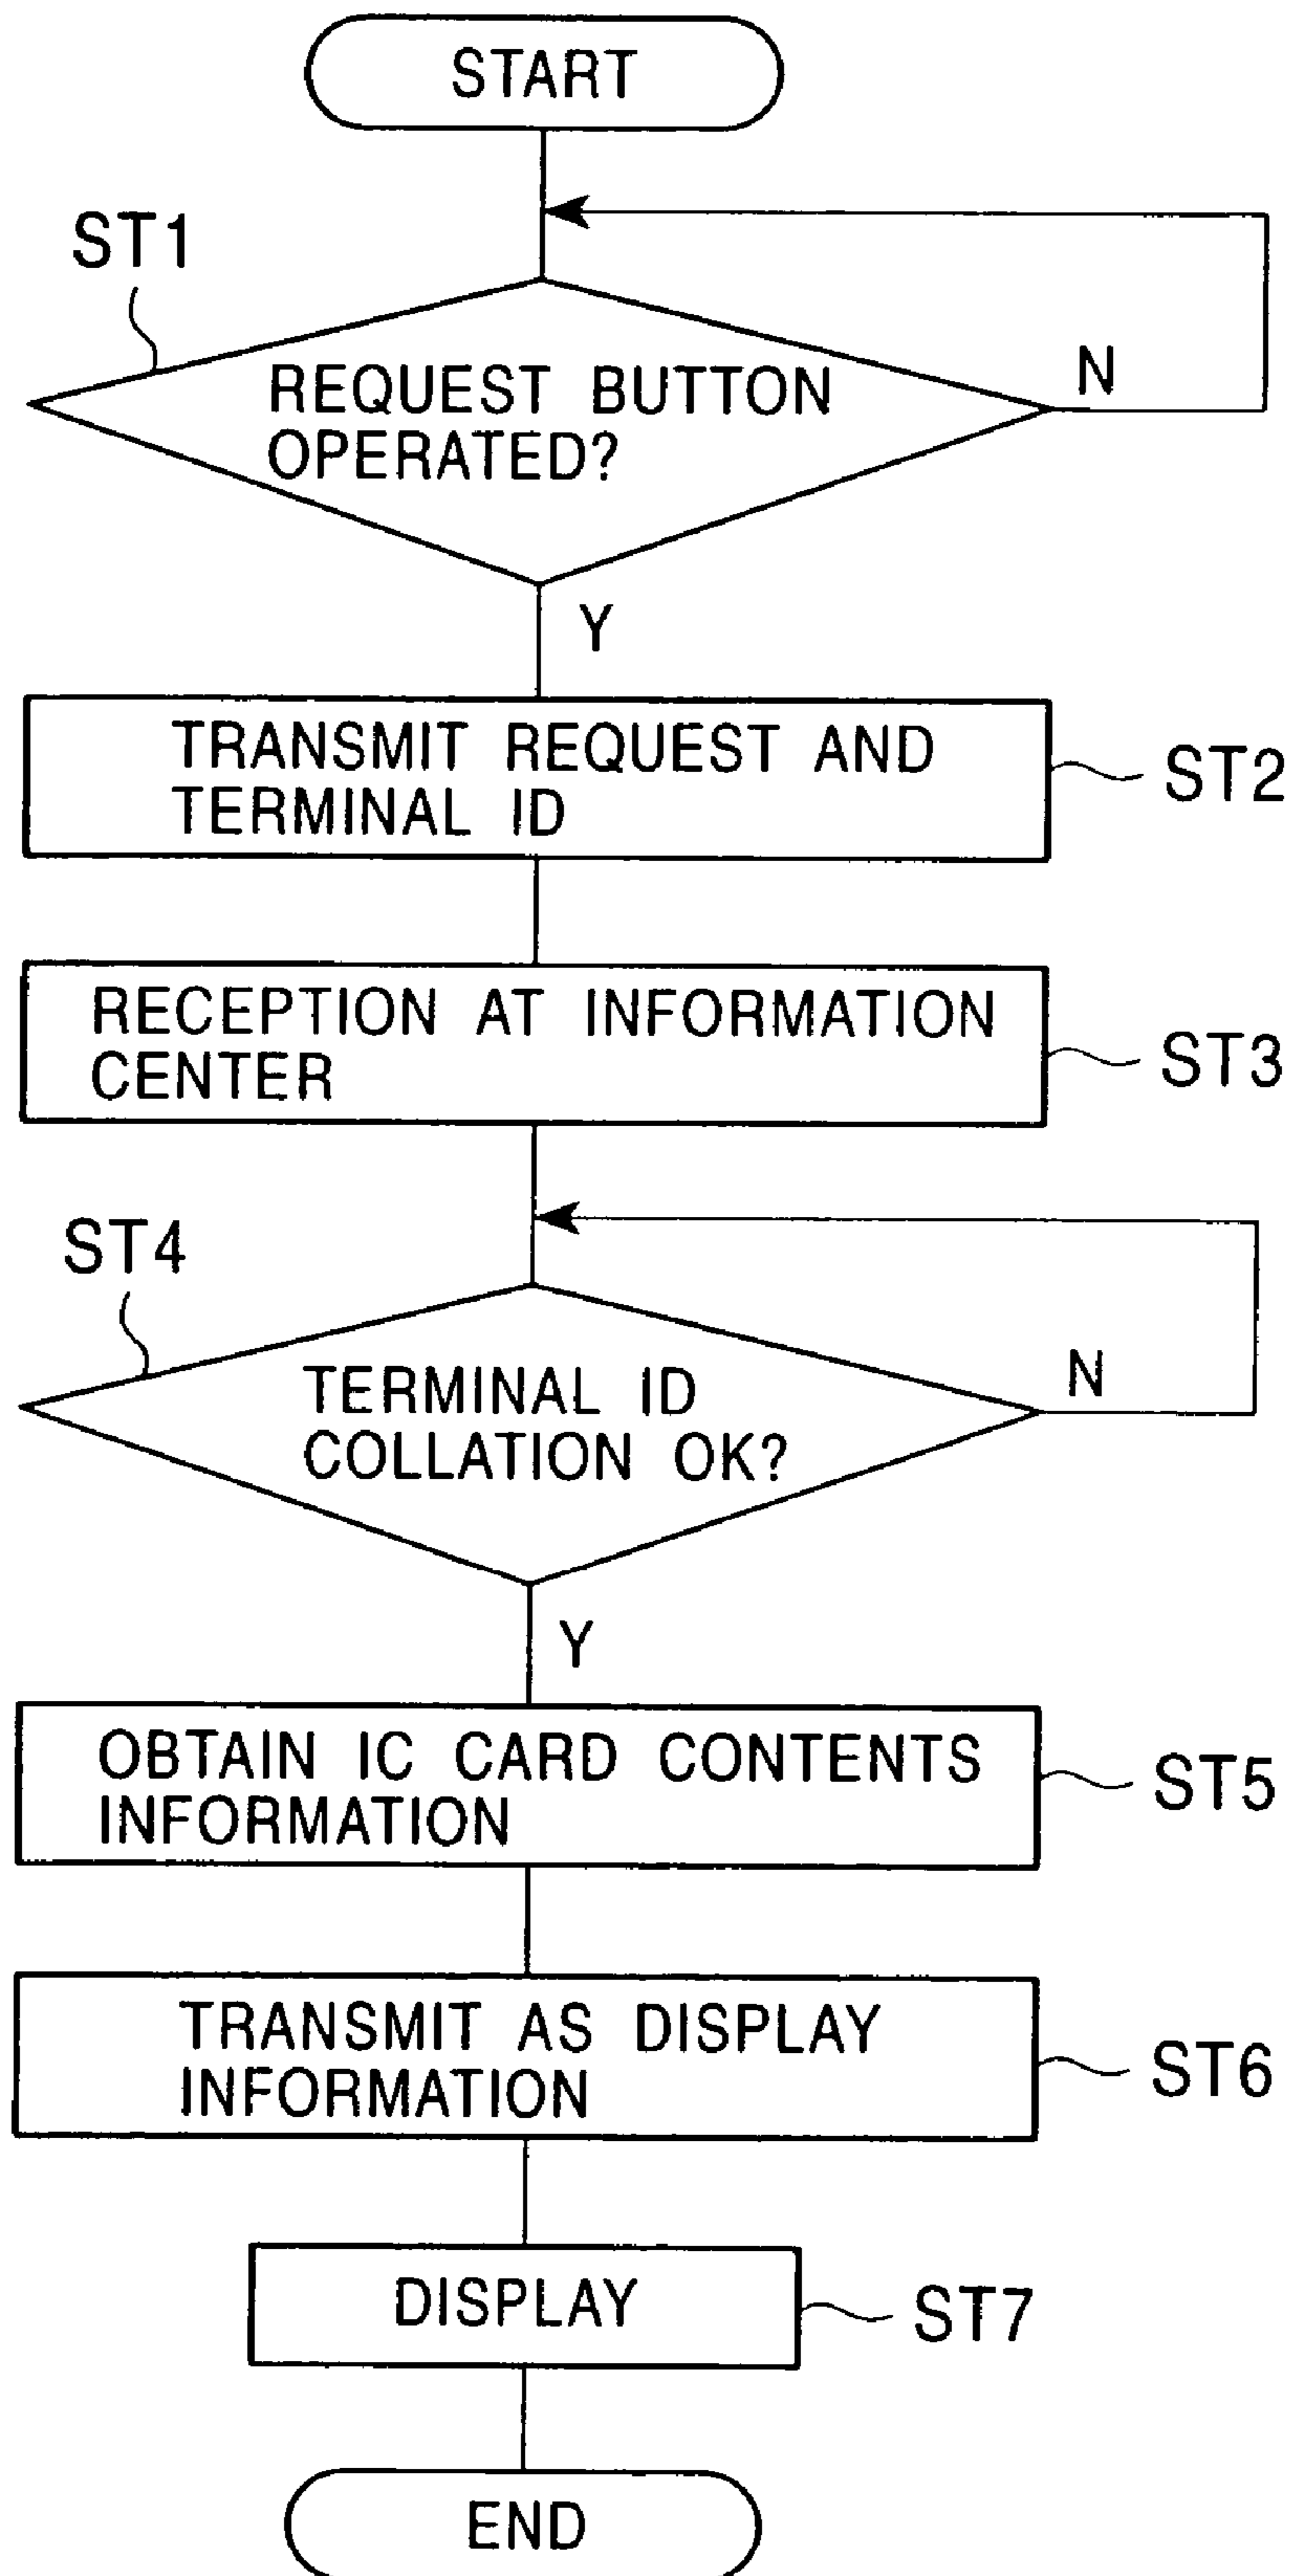 START
ST1
REQUEST BUTTON
OPERATED?
N
Y
TRANSMIT REQUEST AND
TERMINAL ID
ST2
RECEPTION AT INFORMATION
CENTER
ST3
ST4
TERMINAL ID
COLLATION OK?
N
Y
OBTAIN IC CARD CONTENTS
INFORMATION
ST5
TRANSMIT AS DISPLAY
INFORMATION
ST6
DISPLAY
ST7
END